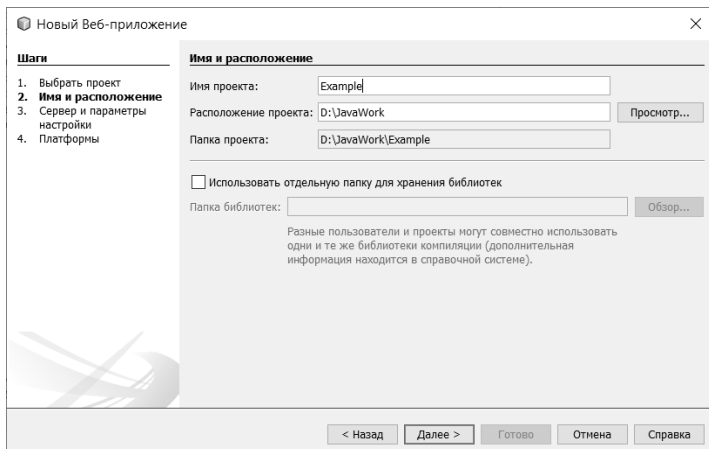 Новый Веб-приложение
Шаги
1. Выбрать проект
2. Имя и расположение
3. Сервер и параметры
настройки
4. Платформы
Имя и расположение
Имя проекта: Example
Расположение проекта: D:\JavaWork Просмотр...
Папка проекта: D:\JavaWork\Example
Использовать отдельную папку для хранения библиотек
Папка библиотек: Обзор...
Разные пользователи и проекты могут совместно использовать
одни и те же библиотеки компиляции (дополнительная
информация находится в справочной системе).
< Назад Далее > Готово Отмена Справка